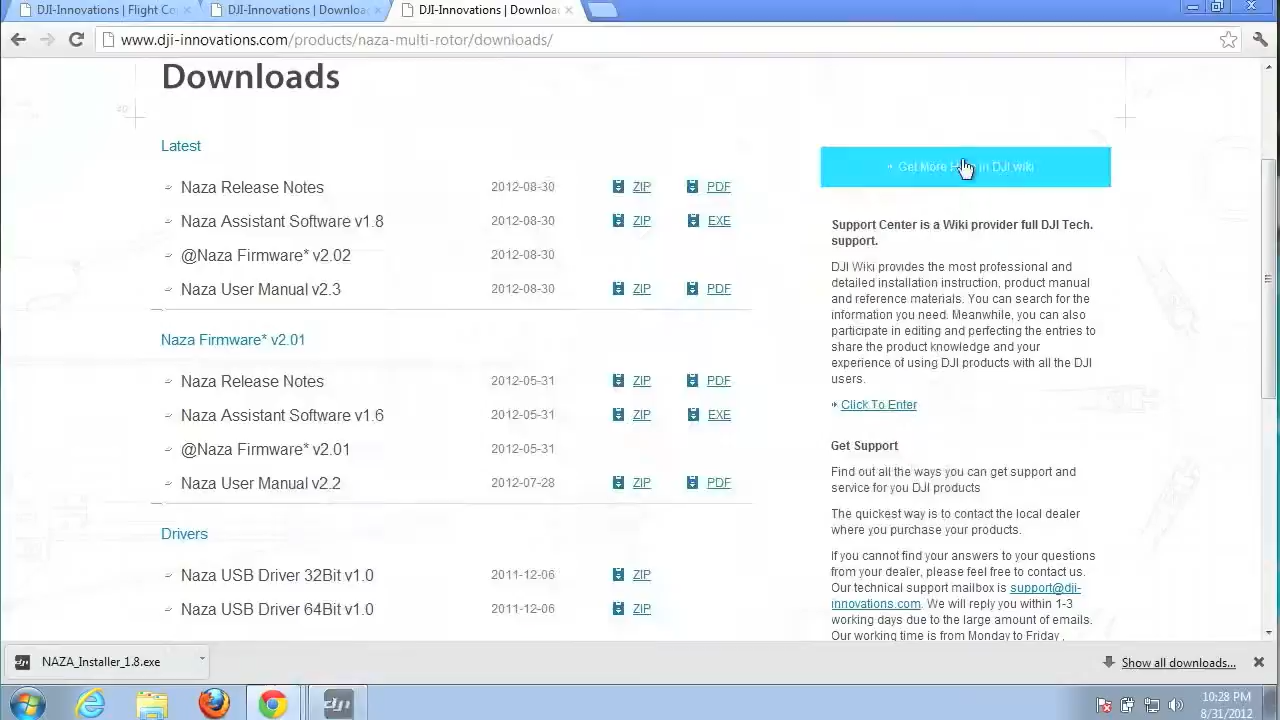 DJI-Innovations | Flight Co
DJI-Innovations | Downloa
DJI-Innovations | Downloa
www.dji-innovations.com/products/naza-multi-rotor/downloads/
Downloads
Latest
Naza Release Notes 2012-08-30 ZIP PDF
Naza Assistant Software v1.8 2012-08-30 ZIP EXE
@Naza Firmware* v2.02 2012-08-30
Naza User Manual v2.3 2012-08-30 ZIP PDF
Naza Firmware* v2.01
Naza Release Notes 2012-05-31 ZIP PDF
Naza Assistant Software v1.6 2012-05-31 ZIP EXE
@Naza Firmware* v2.01 2012-05-31
Naza User Manual v2.2 2012-07-28 ZIP PDF
Drivers
Naza USB Driver 32Bit v1.0 2011-12-06 ZIP
Naza USB Driver 64Bit v1.0 2011-12-06 ZIP
Get More in DJI wiki
Support Center is a Wiki provider full DJI Tech.
support.
DJI Wiki provides the most professional and
detailed installation instruction, product manual
and reference materials. You can search for the
information you need. Meanwhile, you can also
participate in editing and perfecting the entries to
share the product knowledge and your
experience of using DJI products with all the DJI
users.
Click To Enter
Get Support
Find out all the ways you can get support and
service for you DJI products
The quickest way is to contact the local dealer
where you purchase your products.
If you cannot find your answers to your questions
from your dealer, please feel free to contact us.
Our technical support mailbox is support@dji-
innovations.com. We will reply you within 1-3
working days due to the large amount of emails.
Our working time is from Monday to Friday ,
NAZA_Installer_1.8.exe
Show all downloads...
10:28 PM
8/31/2012